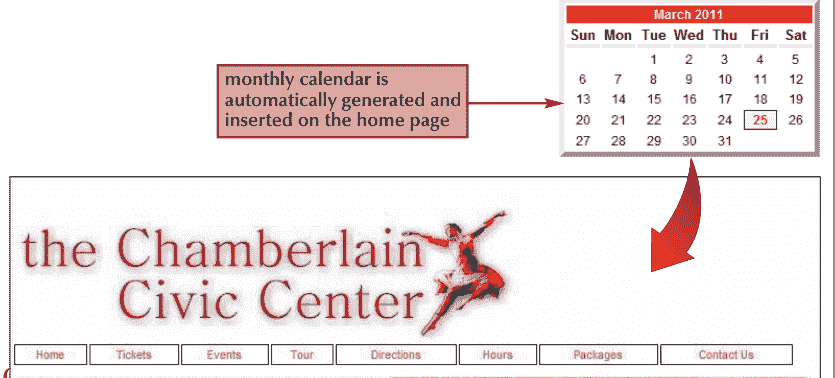 March 2011
Sun Mon Tue Wed Thu Fri Sat
1 2 3 4 5
6 7 8 9 10 11 12
13 14 15 16 17 18 19
20 21 22 23 24 25 26
27 28 29 30 31
monthly calendar is
automatically generated and
inserted on the home page
the Chamberlain
Civic Center
Home Tickets Events Tour Directions Hours Packages Contact Us